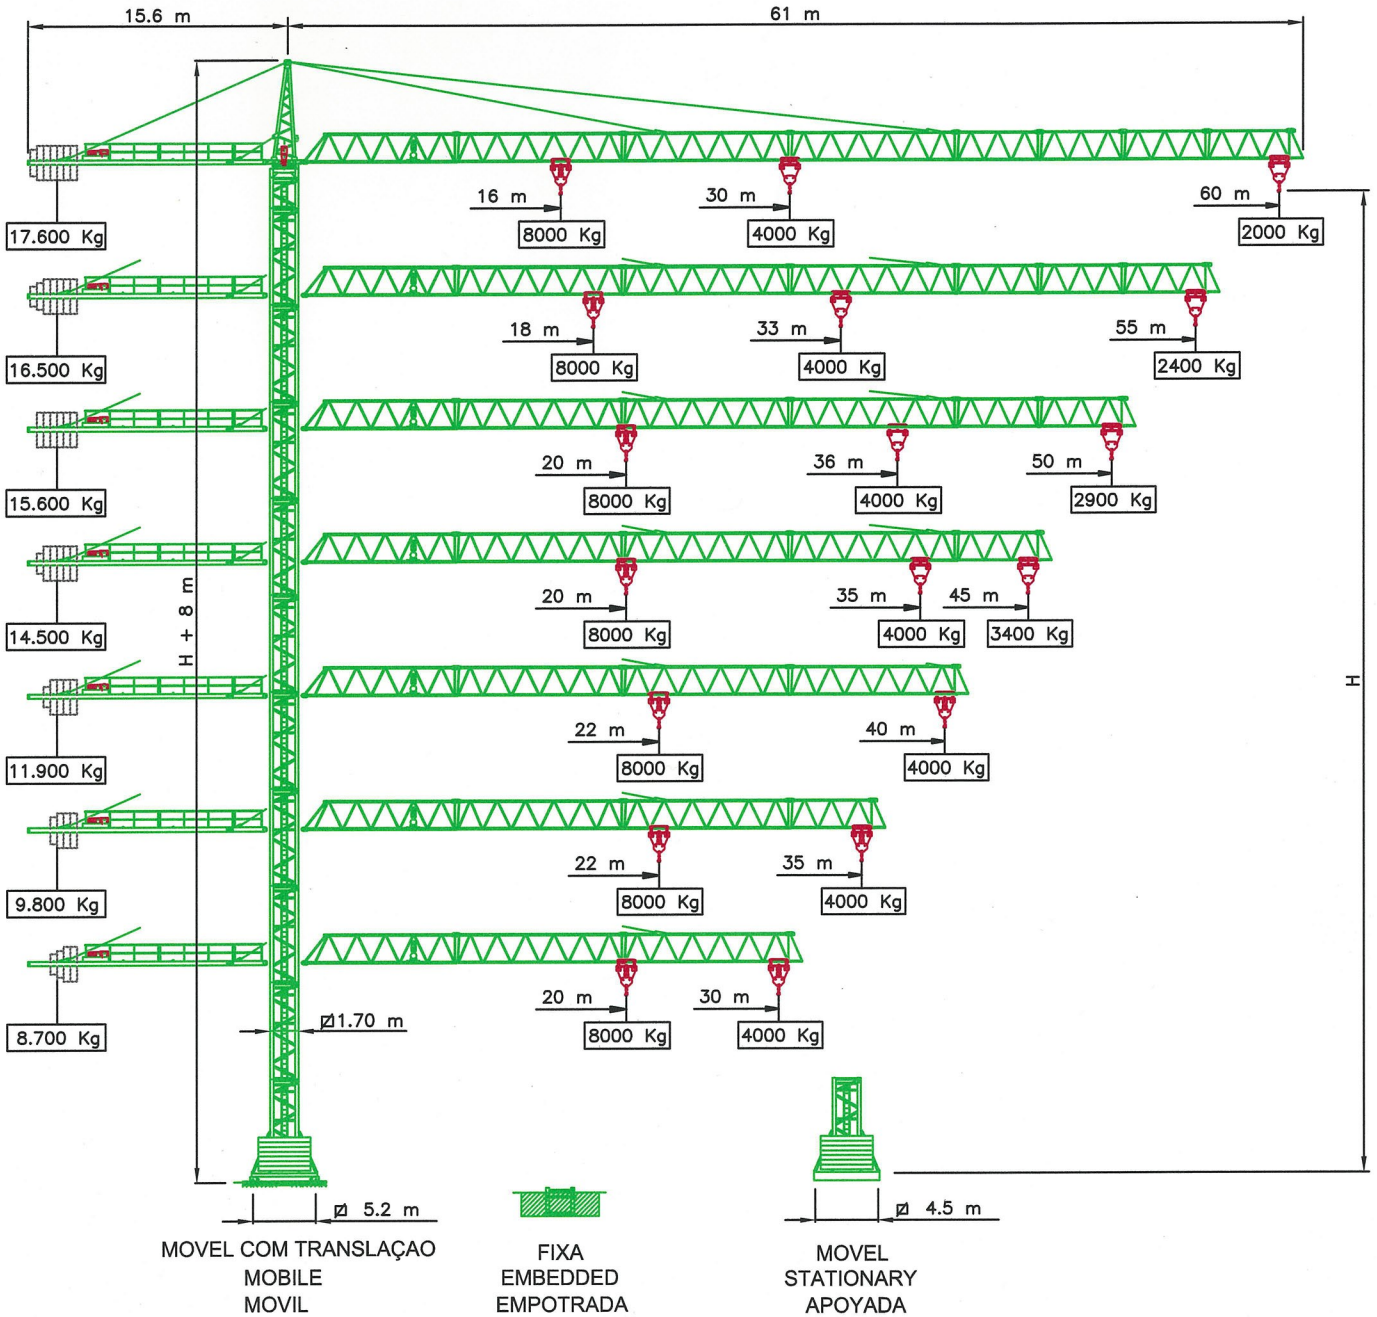 15.6 m 61 m
16 m 30 m 60 m
17.600 Kg 8000 Kg 4000 Kg 2000 Kg
18 m 33 m 55 m
16.500 Kg 8000 Kg 4000 Kg 2400 Kg
20 m 36 m 50 m
15.600 Kg 8000 Kg 4000 Kg 2900 Kg
20 m 35 m 45 m
14.500 Kg 8000 Kg 4000 Kg 3400 Kg
H + 8 m
H
22 m 40 m
11.900 Kg 8000 Kg 4000 Kg
22 m 35 m
9.800 Kg 8000 Kg 4000 Kg
20 m 30 m
8.700 Kg 8000 Kg 4000 Kg
1.70 m
5.2 m 4.5 m
MOVEL COM TRANSLAÇAO
MOBILE
MOVIL
FIXA
EMBEDDED
EMPOTRADA
MOVEL
STATIONARY
APOYADA